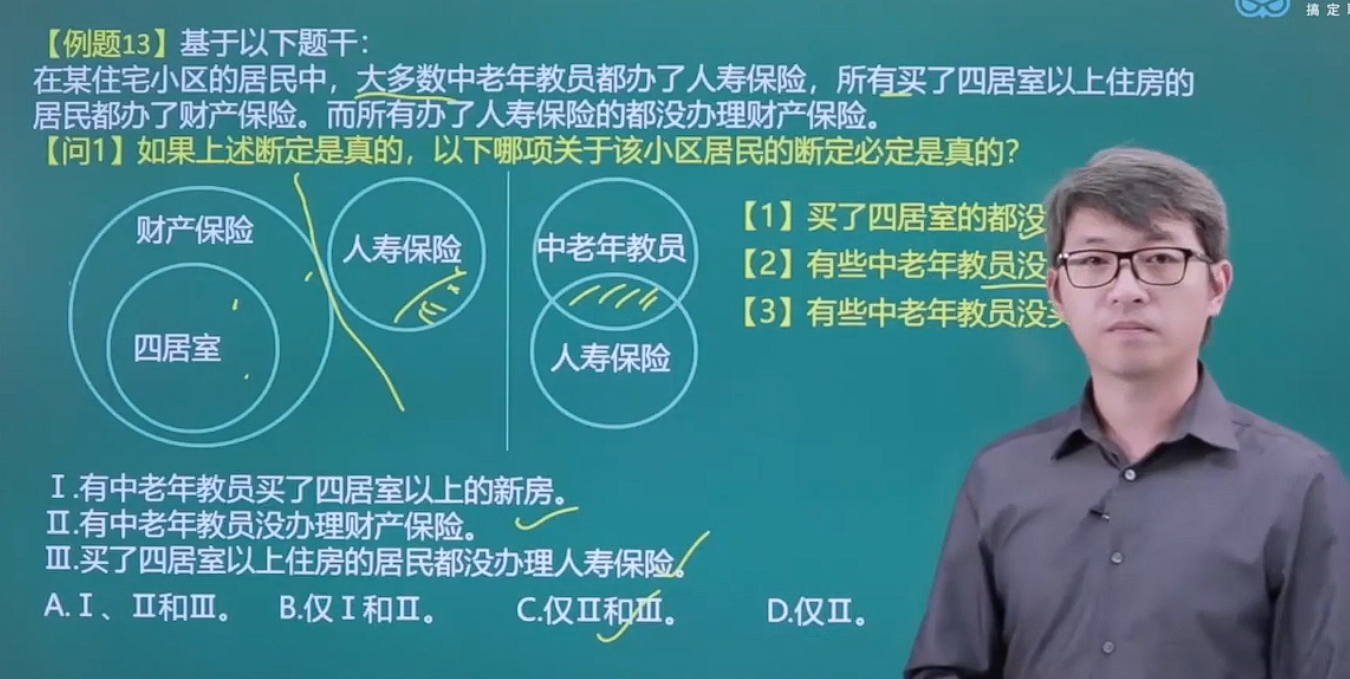 搞定
【例题13】基于以下题干：
在某住宅小区的居民中，大多数中老年教员都办了人寿保险，所有买了四居室以上住房的
居民都办了财产保险。而所有办了人寿保险的都没办理财产保险。
【问1】如果上述断定是真的，以下哪项关于该小区居民的断定必定是真的？
财产保险
四居室
人寿保险
中老年教员
人寿保险
【1】买了四居室的都没
【2】有些中老年教员没
【3】有些中老年教员没买
Ⅰ.有中老年教员买了四居室以上的新房。
Ⅱ.有中老年教员没办理财产保险。
Ⅲ.买了四居室以上住房的居民都没办理人寿保险。
A.Ⅰ、Ⅱ和Ⅲ。 B.仅Ⅰ和Ⅱ。 C.仅Ⅱ和Ⅲ。 D.仅Ⅱ。